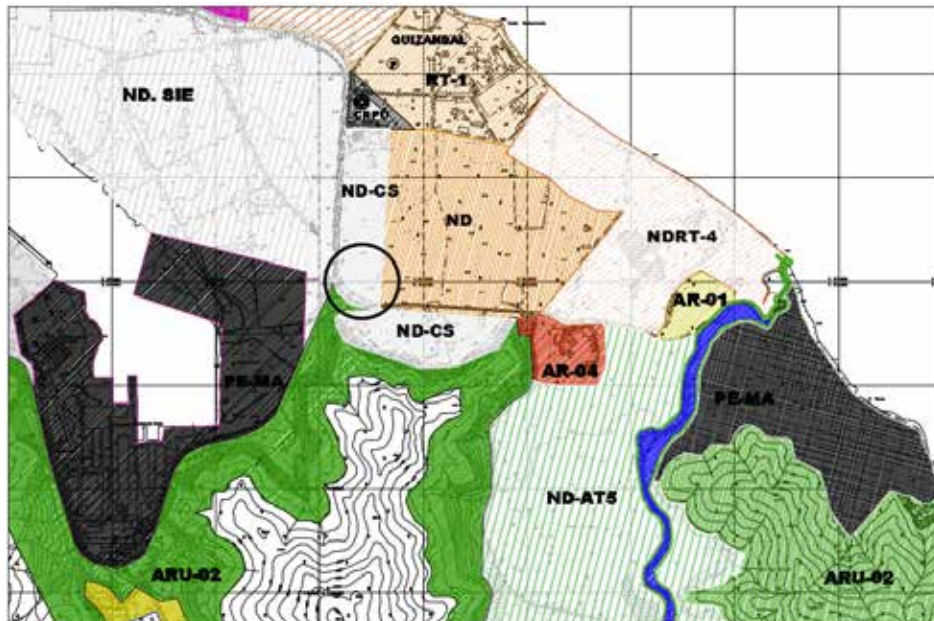 GUIZANBAL
RT-1
ND. SIE
CRPD
ND-CS
ND
NDRT-4
AR-01
ND-CS
AR-04
PE-MA
PE-MA
ND-AT5
ARU-02
ARU-02